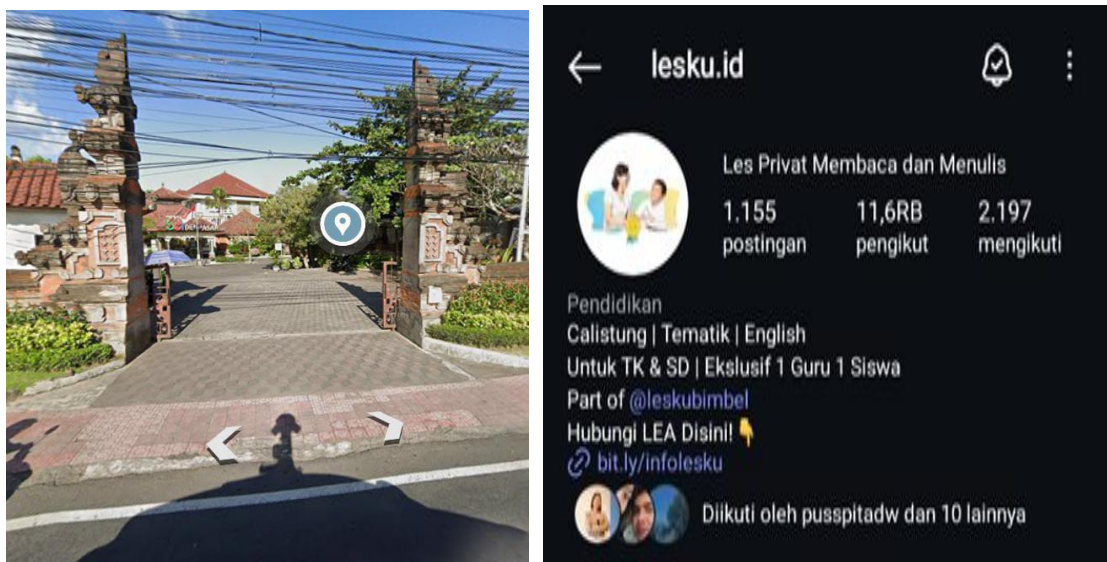 lesku.id
Les Privat Membaca dan Menulis
1.155 11,6RB 2.197
postingan pengikut mengikuti
Pendidikan
Calistung | Tematik | English
Untuk TK & SD | Ekslusif 1 Guru 1 Siswa
Part of @leskubimbel
Hubungi LEA Disini! 👇
bit.ly/infolesku
Diikuti oleh pusspitadw dan 10 lainnya